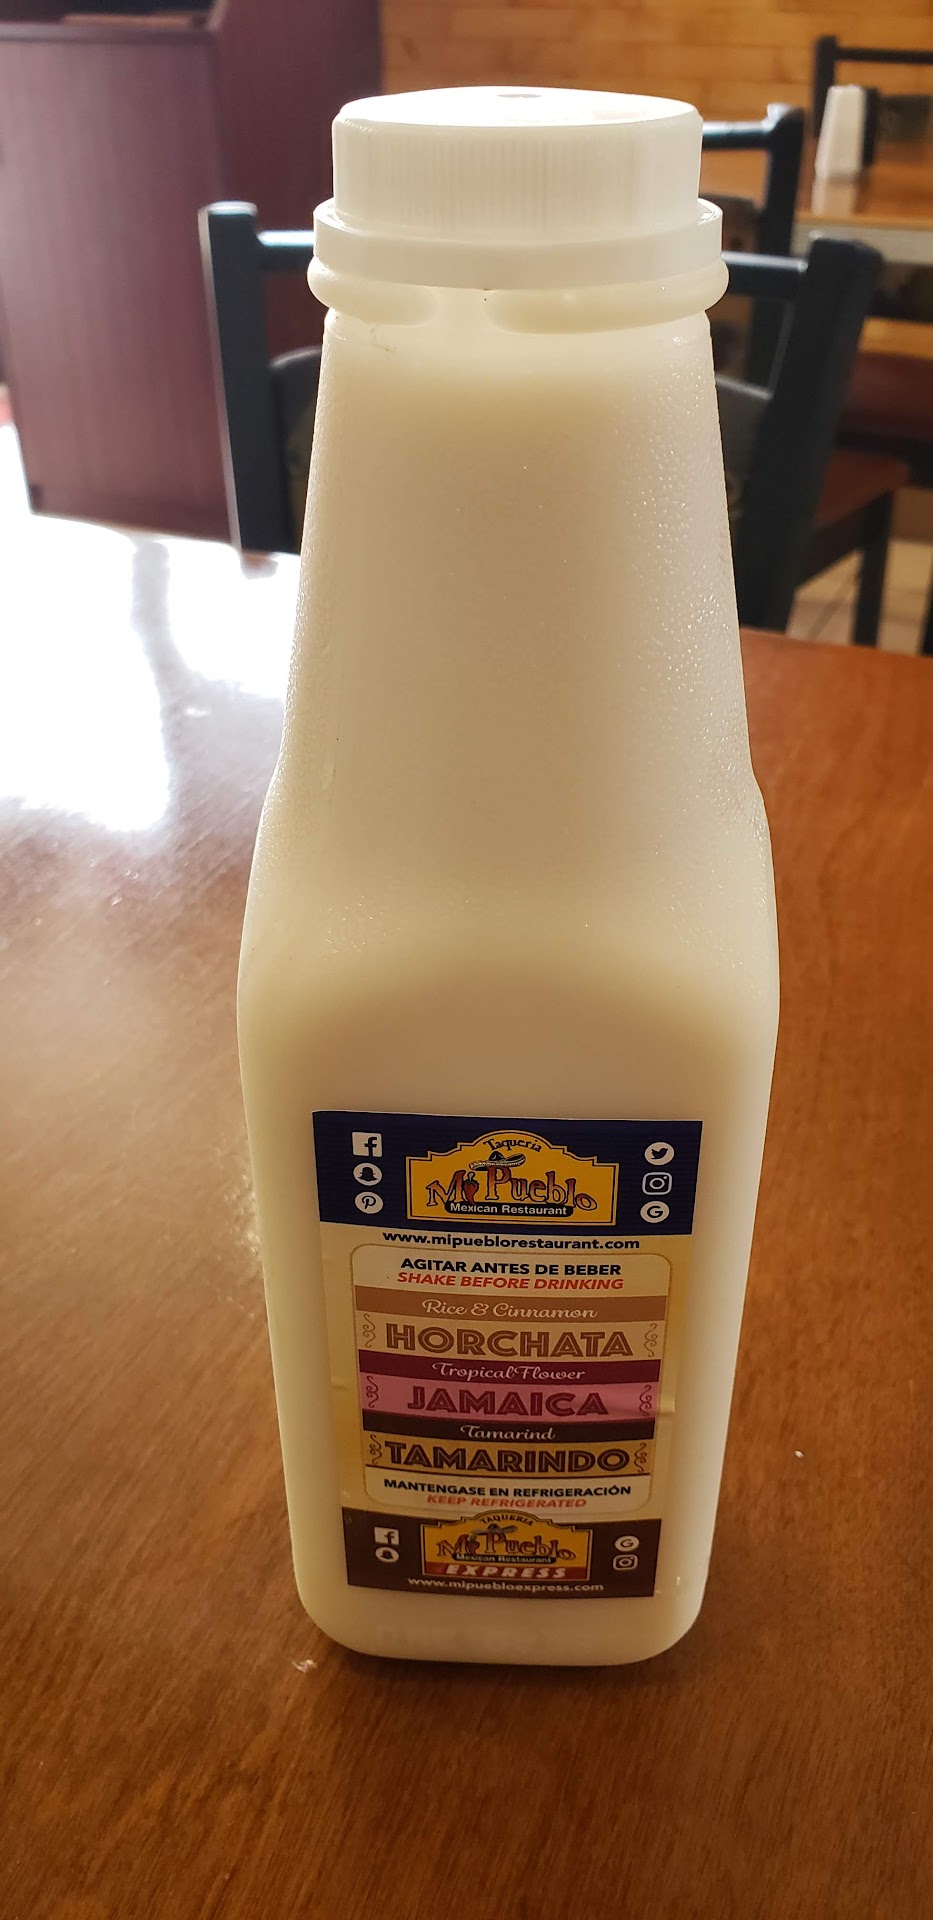 Taqueria
Mi Pueblo
Mexican Restaurant
www.mipueblorestaurant.com
AGITAR ANTES DE BEBER
SHAKE BEFORE DRINKING
Rice & Cinnamon
HORCHATA
Tropical Flower
JAMAICA
Tamarind
TAMARINDO
MANTENGASE EN REFRIGERACIÓN
KEEP REFRIGERATED
TAQUERIA
Mi Pueblo
Mexican Restaurant
EXPRESS
www.mipuebloexpress.com